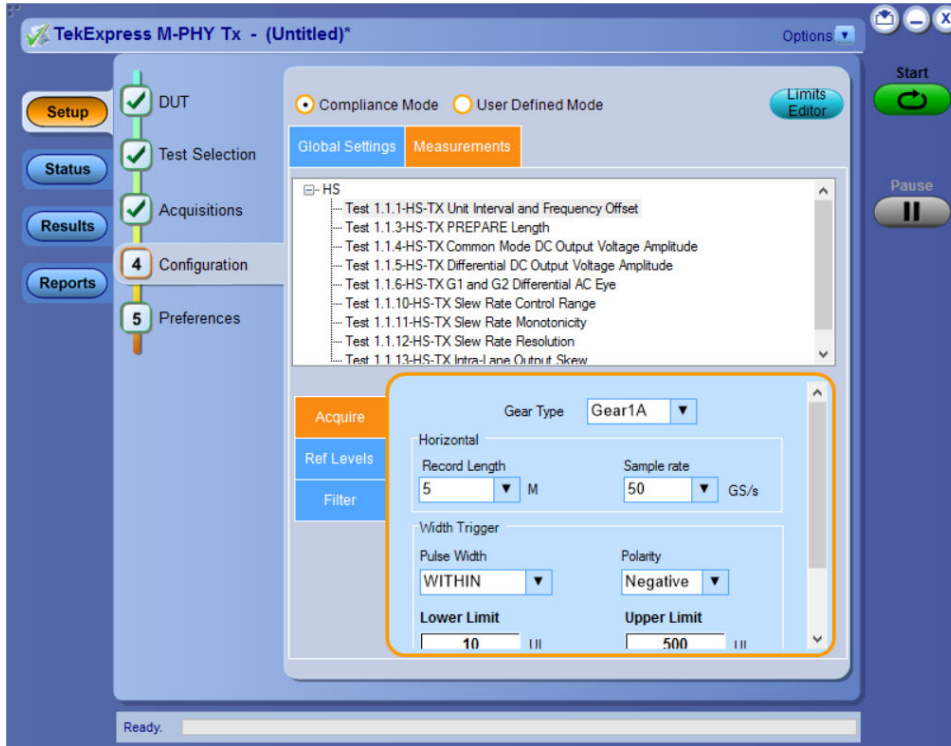 TekExpress M-PHY Tx - (Untitled)*
Options
Setup
Status
Results
Reports
DUT
Test Selection
Acquisitions
4 Configuration
5 Preferences
Compliance Mode User Defined Mode
Limits
Editor
Global Settings Measurements
HS
Test 1.1.1-HS-TX Unit Interval and Frequency Offset
Test 1.1.3-HS-TX PREPARE Length
Test 1.1.4-HS-TX Common Mode DC Output Voltage Amplitude
Test 1.1.5-HS-TX Differential DC Output Voltage Amplitude
Test 1.1.6-HS-TX G1 and G2 Differential AC Eye
Test 1.1.10-HS-TX Slew Rate Control Range
Test 1.1.11-HS-TX Slew Rate Monotonicity
Test 1.1.12-HS-TX Slew Rate Resolution
Test 1.1.13-HS-TX Intra-Lane Output Skew
Acquire
Ref Levels
Filter
Gear Type Gear1A
Horizontal
Record Length Sample rate
5 M 50 GS/s
Width Trigger
Pulse Width Polarity
WITHIN Negative
Lower Limit Upper Limit
10 UI 500 UI
Start
Pause
Ready.